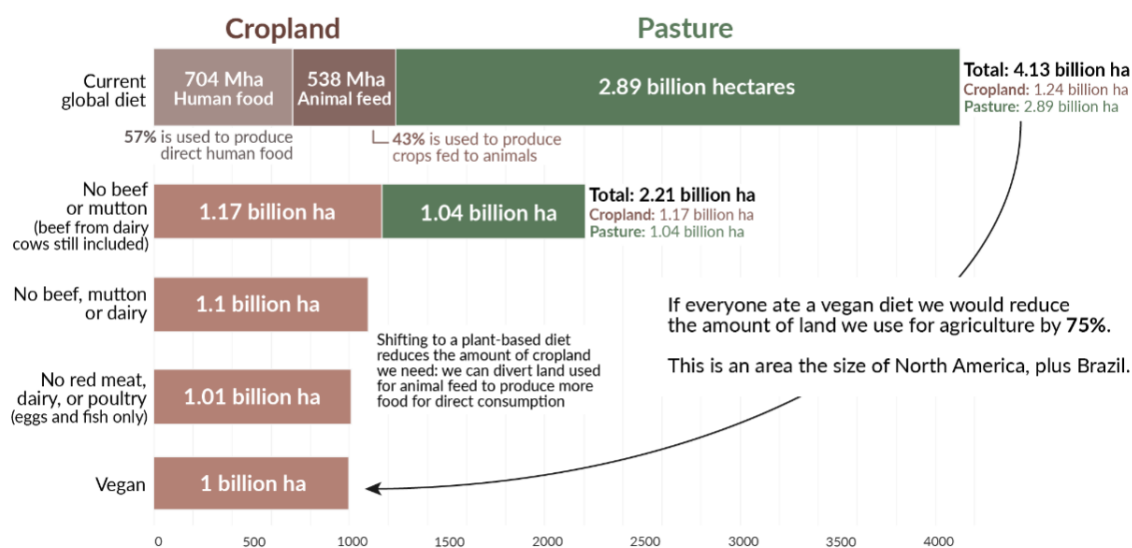 Cropland
Pasture
Current
global diet
704 Mha
Human food
538 Mha
Animal feed
2.89 billion hectares
Total: 4.13 billion ha
Cropland: 1.24 billion ha
Pasture: 2.89 billion ha
57% is used to produce
direct human food
43% is used to produce
crops fed to animals
No beef
or mutton
(beef from dairy
cows still included)
1.17 billion ha
1.04 billion ha
Total: 2.21 billion ha
Cropland: 1.17 billion ha
Pasture: 1.04 billion ha
No beef, mutton
or dairy
1.1 billion ha
If everyone ate a vegan diet we would reduce
the amount of land we use for agriculture by 75%.
This is an area the size of North America, plus Brazil.
Shifting to a plant-based diet
reduces the amount of cropland
we need: we can divert land used
for animal feed to produce more
food for direct consumption
No red meat,
dairy, or poultry
(eggs and fish only)
1.01 billion ha
Vegan
1 billion ha
0 500 1000 1500 2000 2500 3000 3500 4000